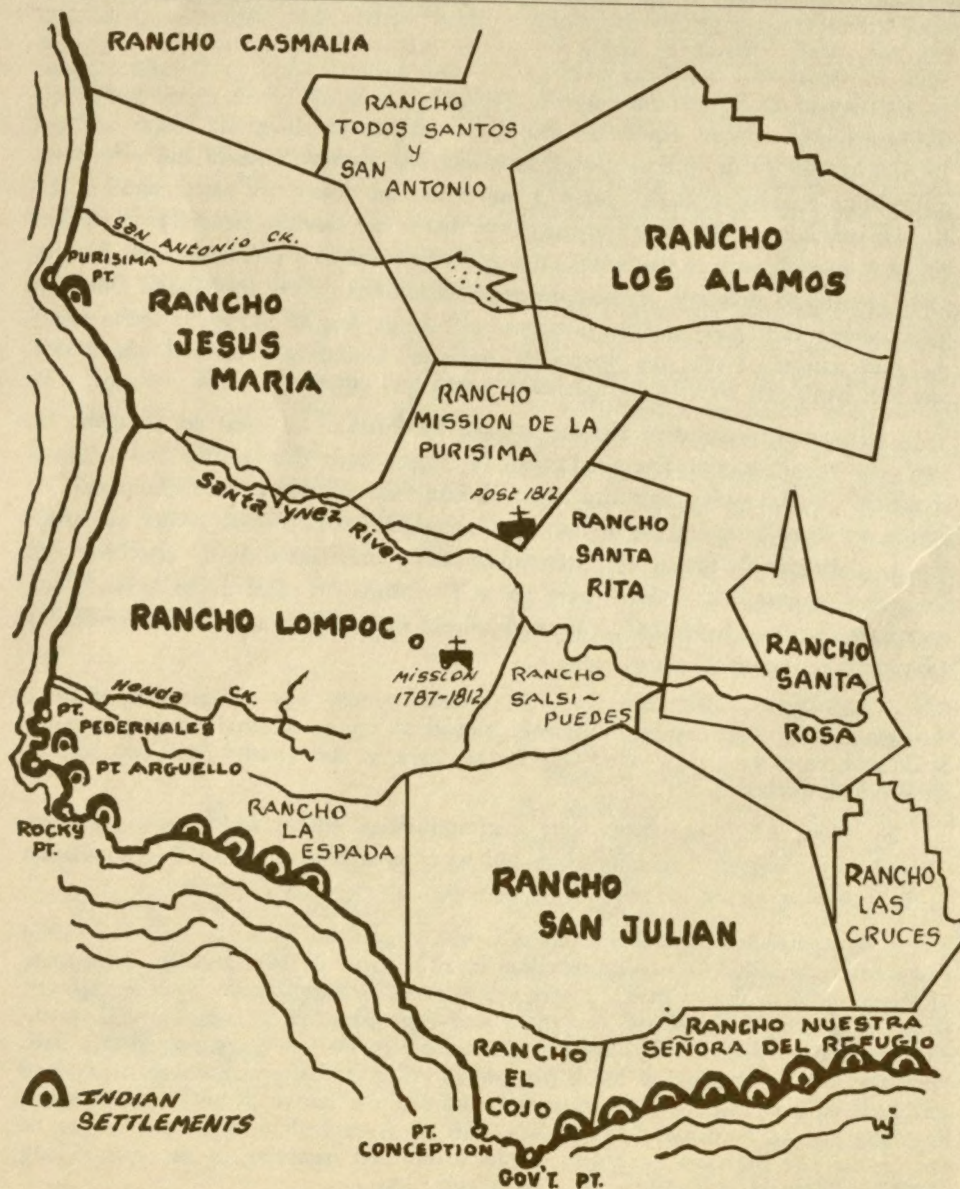 RANCHO CASMALIA
RANCHO
TODOS SANTOS
y
SAN
ANTONIO
RANCHO
LOS ALAMOS
SAN ANTONIO CK.
PURISIMA
PT.
RANCHO
JESUS
MARIA
RANCHO
MISSION DE LA
PURISIMA
POST 1812
SANTA YNEZ RIVER
RANCHO
SANTA
RITA
RANCHO LOMPOC
MISSION
1787-1812
RANCHO
SALSI~
PUEDES
RANCHO
SANTA
ROSA
HONDA CK.
PT.
PEDERNALES
PT. ARGUELLO
ROCKY
PT.
RANCHO
LA
ESPADA
RANCHO
SAN JULIAN
RANCHO
LAS
CRUCES
RANCHO NUESTRA
SEÑORA DEL REFUGIO
RANCHO
EL
COJO
INDIAN
SETTLEMENTS
PT.
CONCEPTION
GOV'T. PT.
wj